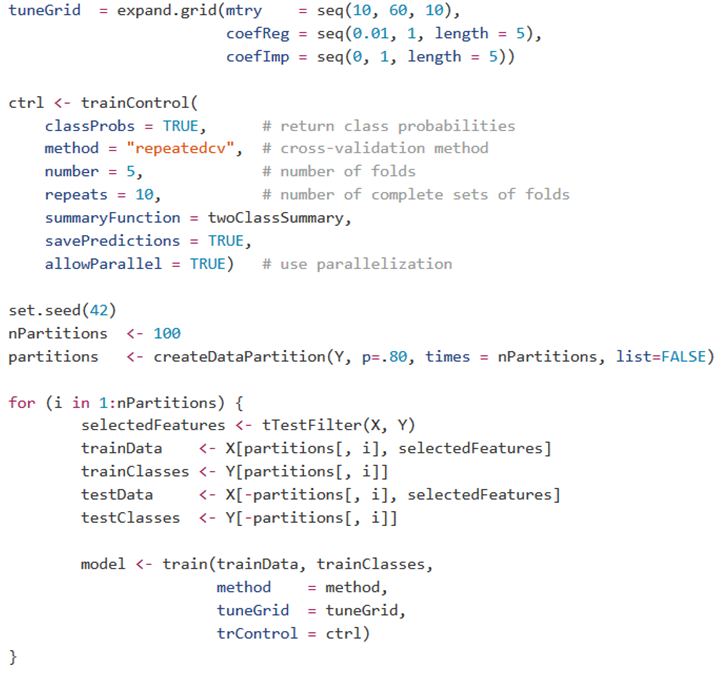 tuneGrid  = expand.grid(mtry    = seq(10, 60, 10),
                        coefReg = seq(0.01, 1, length = 5),
                        coefImp = seq(0, 1, length = 5))

ctrl <- trainControl(
    classProbs = TRUE,      # return class probabilities
    method = "repeatedcv",  # cross-validation method
    number = 5,             # number of folds
    repeats = 10,           # number of complete sets of folds
    summaryFunction = twoClassSummary,
    savePredictions = TRUE,
    allowParallel = TRUE)   # use parallelization

set.seed(42)
nPartitions  <- 100
partitions   <- createDataPartition(Y, p=.80, times = nPartitions, list=FALSE)

for (i in 1:nPartitions) {
        selectedFeatures <- tTestFilter(X, Y)
        trainData    <- X[partitions[, i], selectedFeatures]
        trainClasses <- Y[partitions[, i]]
        testData     <- X[-partitions[, i], selectedFeatures]
        testClasses  <- Y[-partitions[, i]]

        model <- train(trainData, trainClasses,
                       method    = method,
                       tuneGrid  = tuneGrid,
                       trControl = ctrl)
}